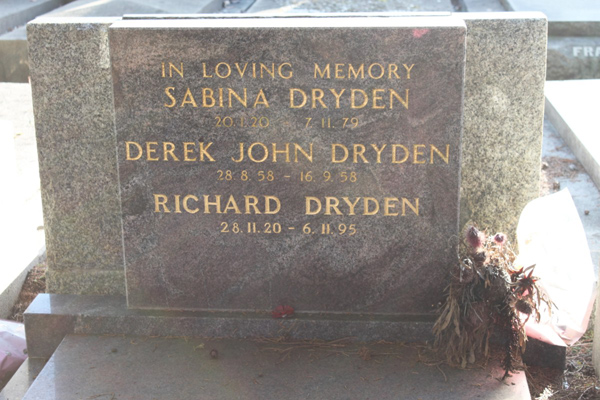 IN LOVING MEMORY
SABINA DRYDEN
20.1.20 - 7.11.79
DEREK JOHN DRYDEN
28.8.58 - 16.9.58
RICHARD DRYDEN
28.11.20 - 6.11.95
FRA